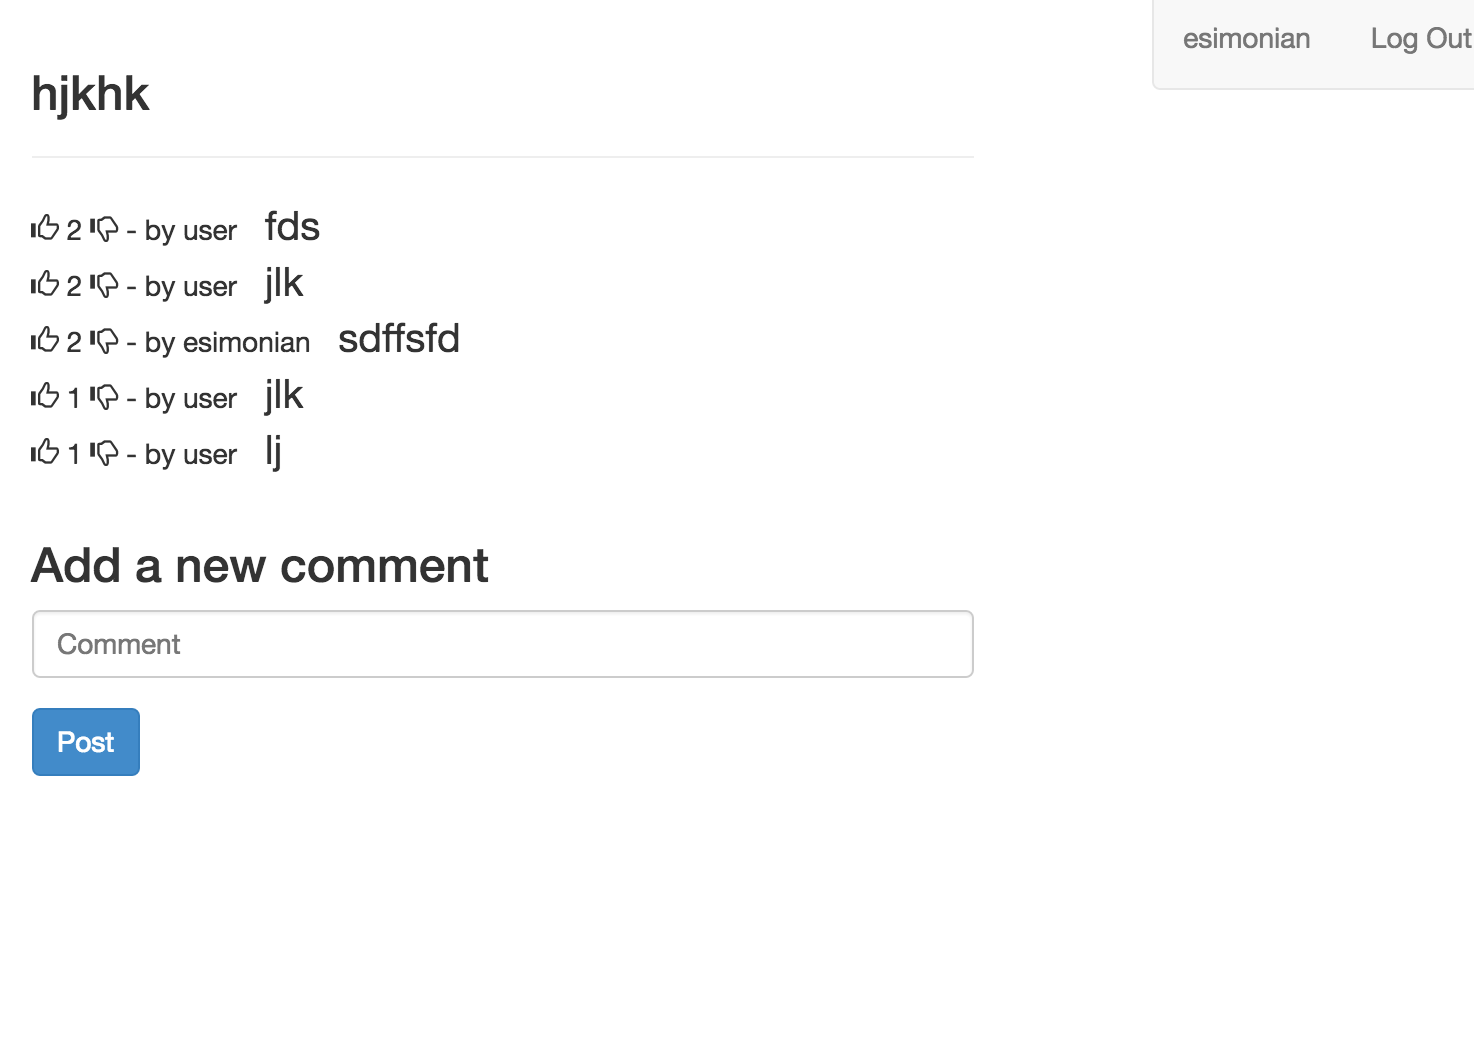 esimonian Log Out
hjkhk
2 - by user fds
2 - by user jlk
2 - by esimonian sdffsfd
1 - by user jlk
1 - by user lj
Add a new comment
Comment
Post